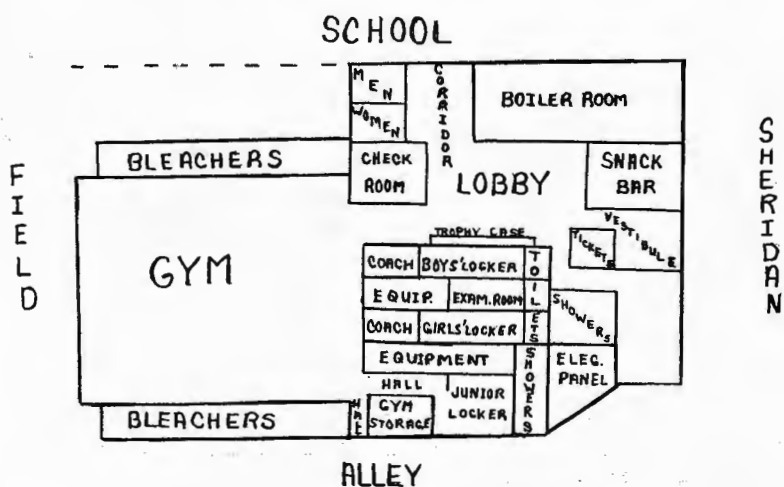 SCHOOL
MEN
WOMEN
CORRIDOR
BOILER ROOM
BLEACHERS
CHECK
ROOM
LOBBY
SNACK
BAR
FIELD
SHERIDAN
VESTIBULE
TICKETS
TROPHY CASE
GYM
COACH
BOYS' LOCKER
TOILETS
EQUIP.
EXAM. ROOM
SHOWERS
COACH
GIRLS' LOCKER
EQUIPMENT
SHOWERS
ELEC.
PANEL
HALL
JUNIOR
LOCKER
GYM
STORAGE
HALL
BLEACHERS
ALLEY